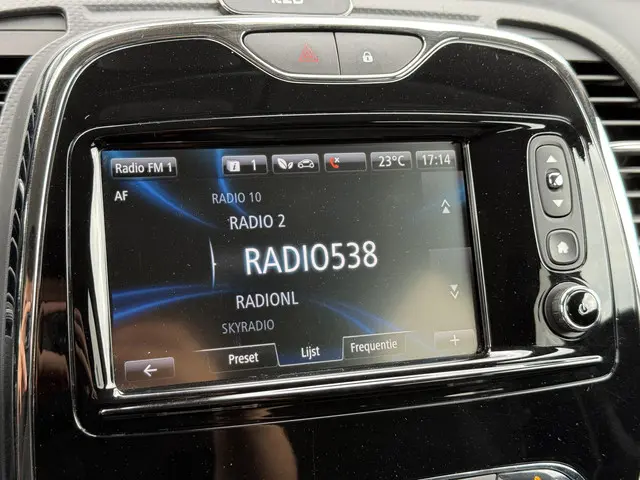 Radio FM 1
i 1
23°C
17:14
AF
RADIO 10
RADIO 2
RADIO538
RADIONL
SKYRADIO
Preset
Lijst
Frequentie
+